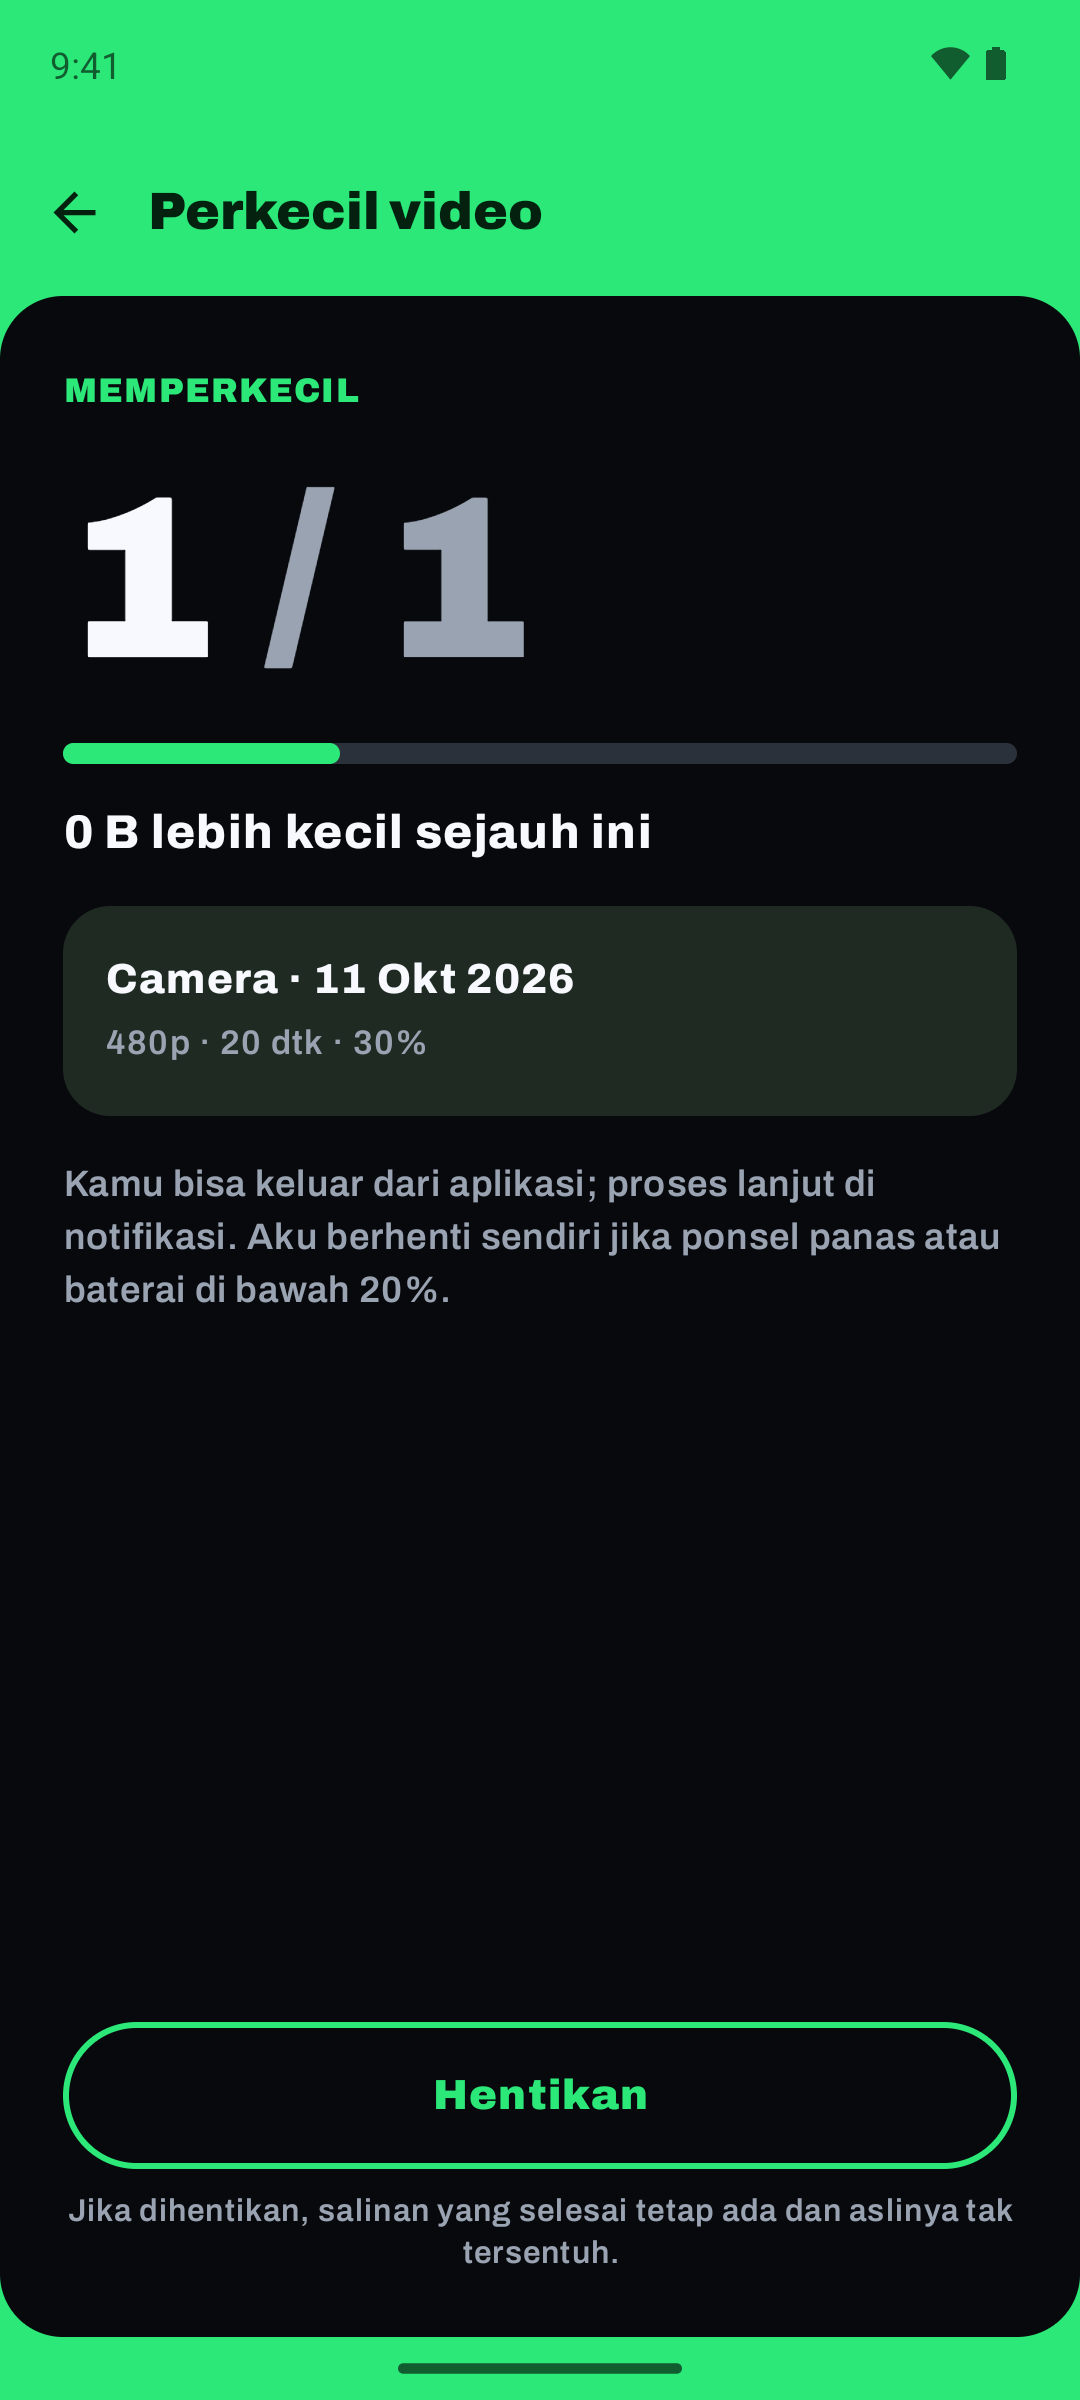 9:41
Perkecil video
MEMPERKECIL
1 / 1
0 B lebih kecil sejauh ini
Camera · 11 Okt 2026
480p · 20 dtk · 30%
Kamu bisa keluar dari aplikasi; proses lanjut di
notifikasi. Aku berhenti sendiri jika ponsel panas atau
baterai di bawah 20%.
Hentikan
Jika dihentikan, salinan yang selesai tetap ada dan aslinya tak
tersentuh.